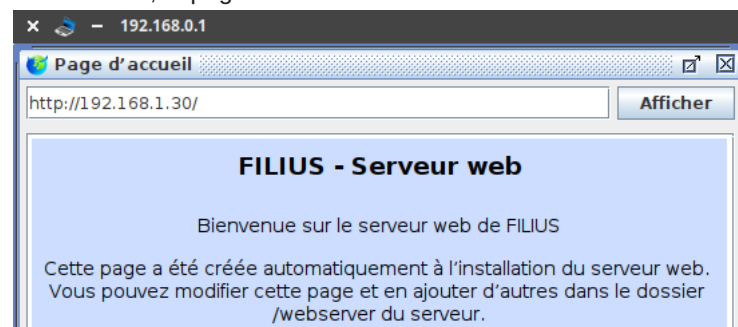 192.168.0.1
Page d'accueil
http://192.168.1.30/
Afficher
FILIUS - Serveur web
Bienvenue sur le serveur web de FILIUS
Cette page a été créée automatiquement à l'installation du serveur web.
Vous pouvez modifier cette page et en ajouter d'autres dans le dossier
/webserver du serveur.